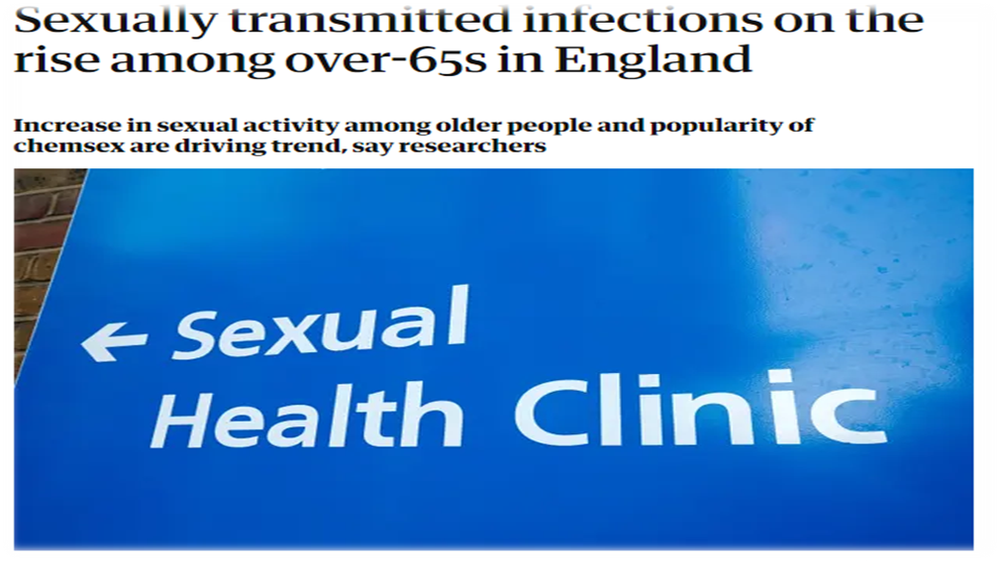 Sexually transmitted infections on the
rise among over-65s in England
Increase in sexual activity among older people and popularity of
chemsex are driving trend, say researchers
← Sexual
Health Clinic